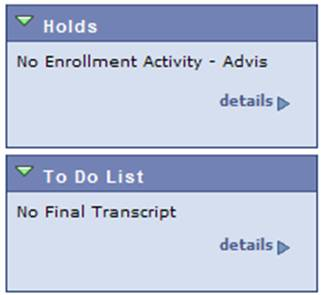 Holds
No Enrollment Activity - Advis
details
To Do List
No Final Transcript
details